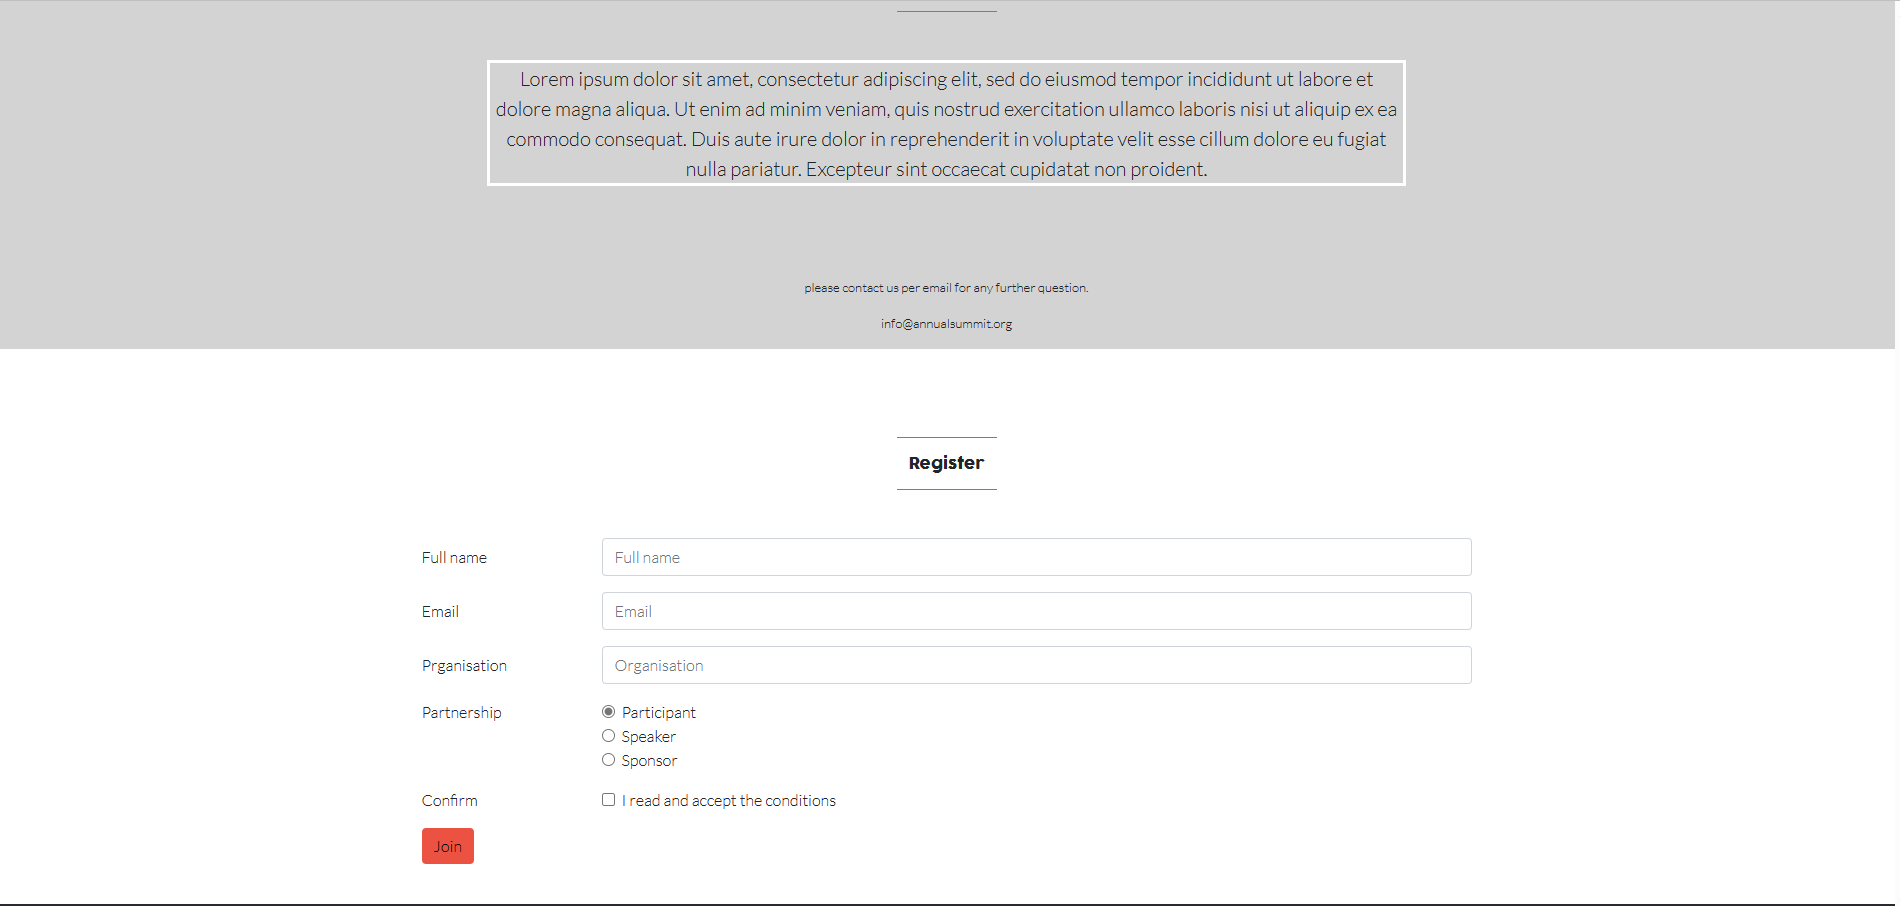 Lorem ipsum dolor sit amet, consectetur adipiscing elit, sed do eiusmod tempor incididunt ut labore et
dolore magna aliqua. Ut enim ad minim veniam, quis nostrud exercitation ullamco laboris nisi ut aliquip ex ea
commodo consequat. Duis aute irure dolor in reprehenderit in voluptate velit esse cillum dolore eu fugiat
nulla pariatur. Excepteur sint occaecat cupidatat non proident.
please contact us per email for any further question.
info@annualsummit.org
Register
Full name Full name
Email Email
Prganisation Organisation
Partnership Participant
Speaker
Sponsor
Confirm I read and accept the conditions
Join